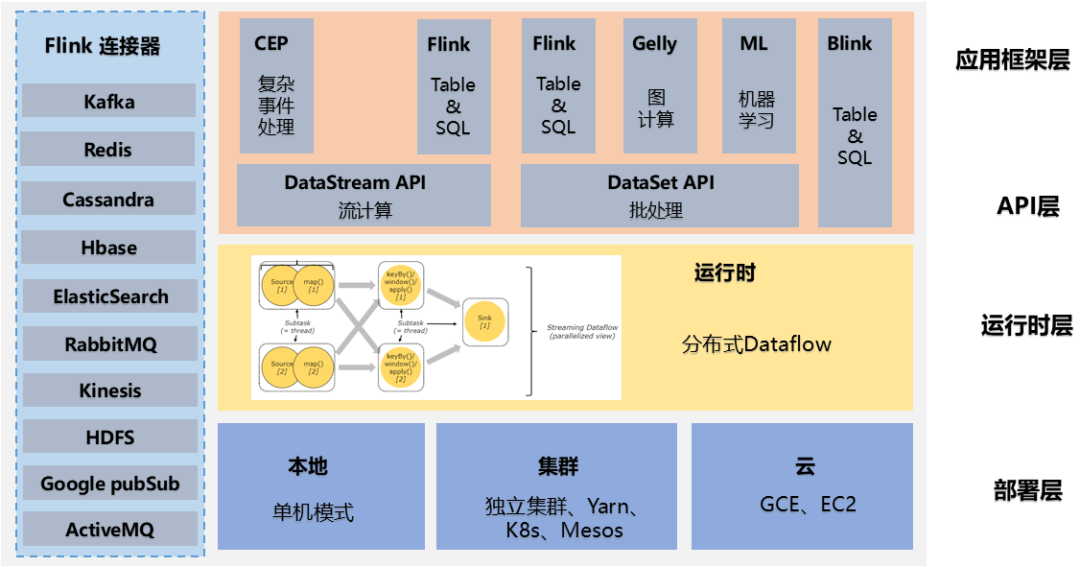 Flink 连接器
Kafka
Redis
Cassandra
Hbase
ElasticSearch
RabbitMQ
Kinesis
HDFS
Google pubSub
ActiveMQ
CEP
复杂
事件
处理
Flink
Table
&
SQL
Flink
Table
&
SQL
Gelly
图
计算
ML
机器
学习
Blink
Table
&
SQL
应用框架层
DataStream API
流计算
DataSet API
批处理
API层
Source
[1]
map()
[1]
keyBy()/
window()/
apply()
[1]
Subtask
(= thread)
Subtask
(= thread)
Sink
[1]
Source
[2]
map()
[2]
keyBy()/
window()/
apply()
[2]
Streaming Dataflow
(parallelized view)
运行时
分布式Dataflow
运行时层
本地
单机模式
集群
独立集群、Yarn、
K8s、Mesos
云
GCE、EC2
部署层